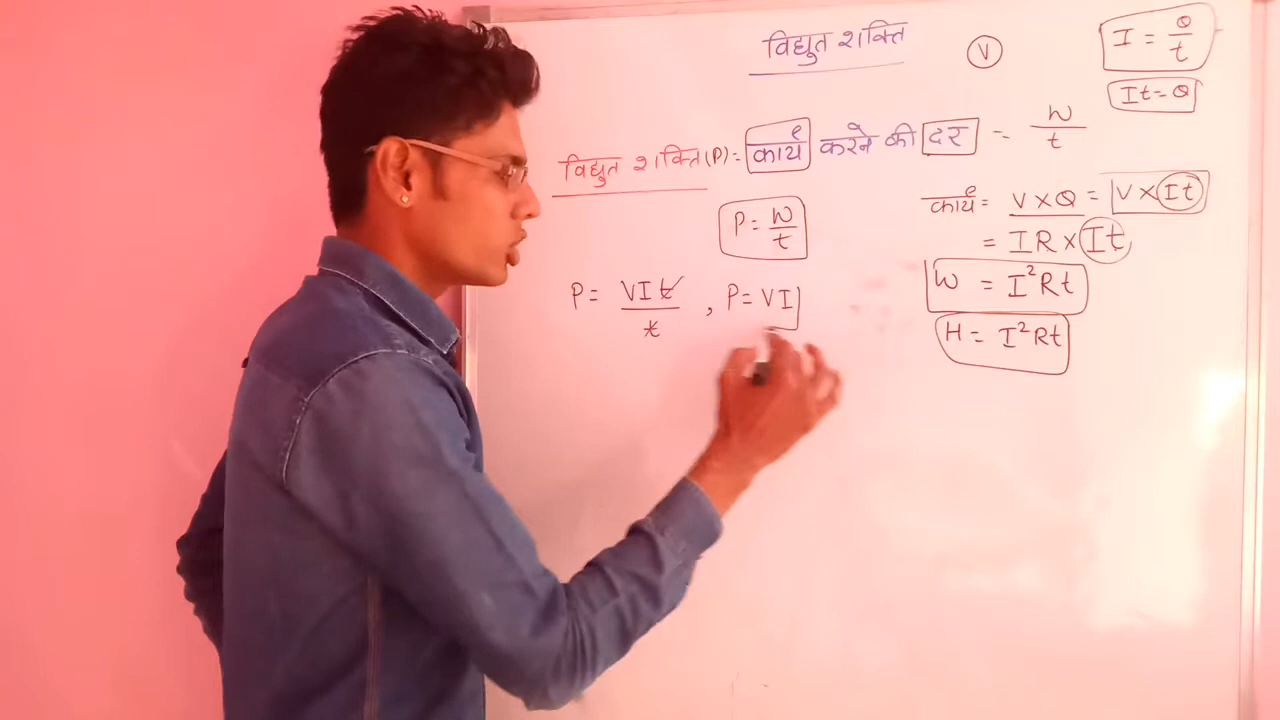 विद्युत शक्ति
V
I = Q/t
It = Q
विद्युत शक्ति (P) = कार्य करने की दर = W/t
कार्य = V × Q = V × It
= IR × It
P = W/t
W = I²Rt
P = VIt/t , P = VI
H = I²Rt